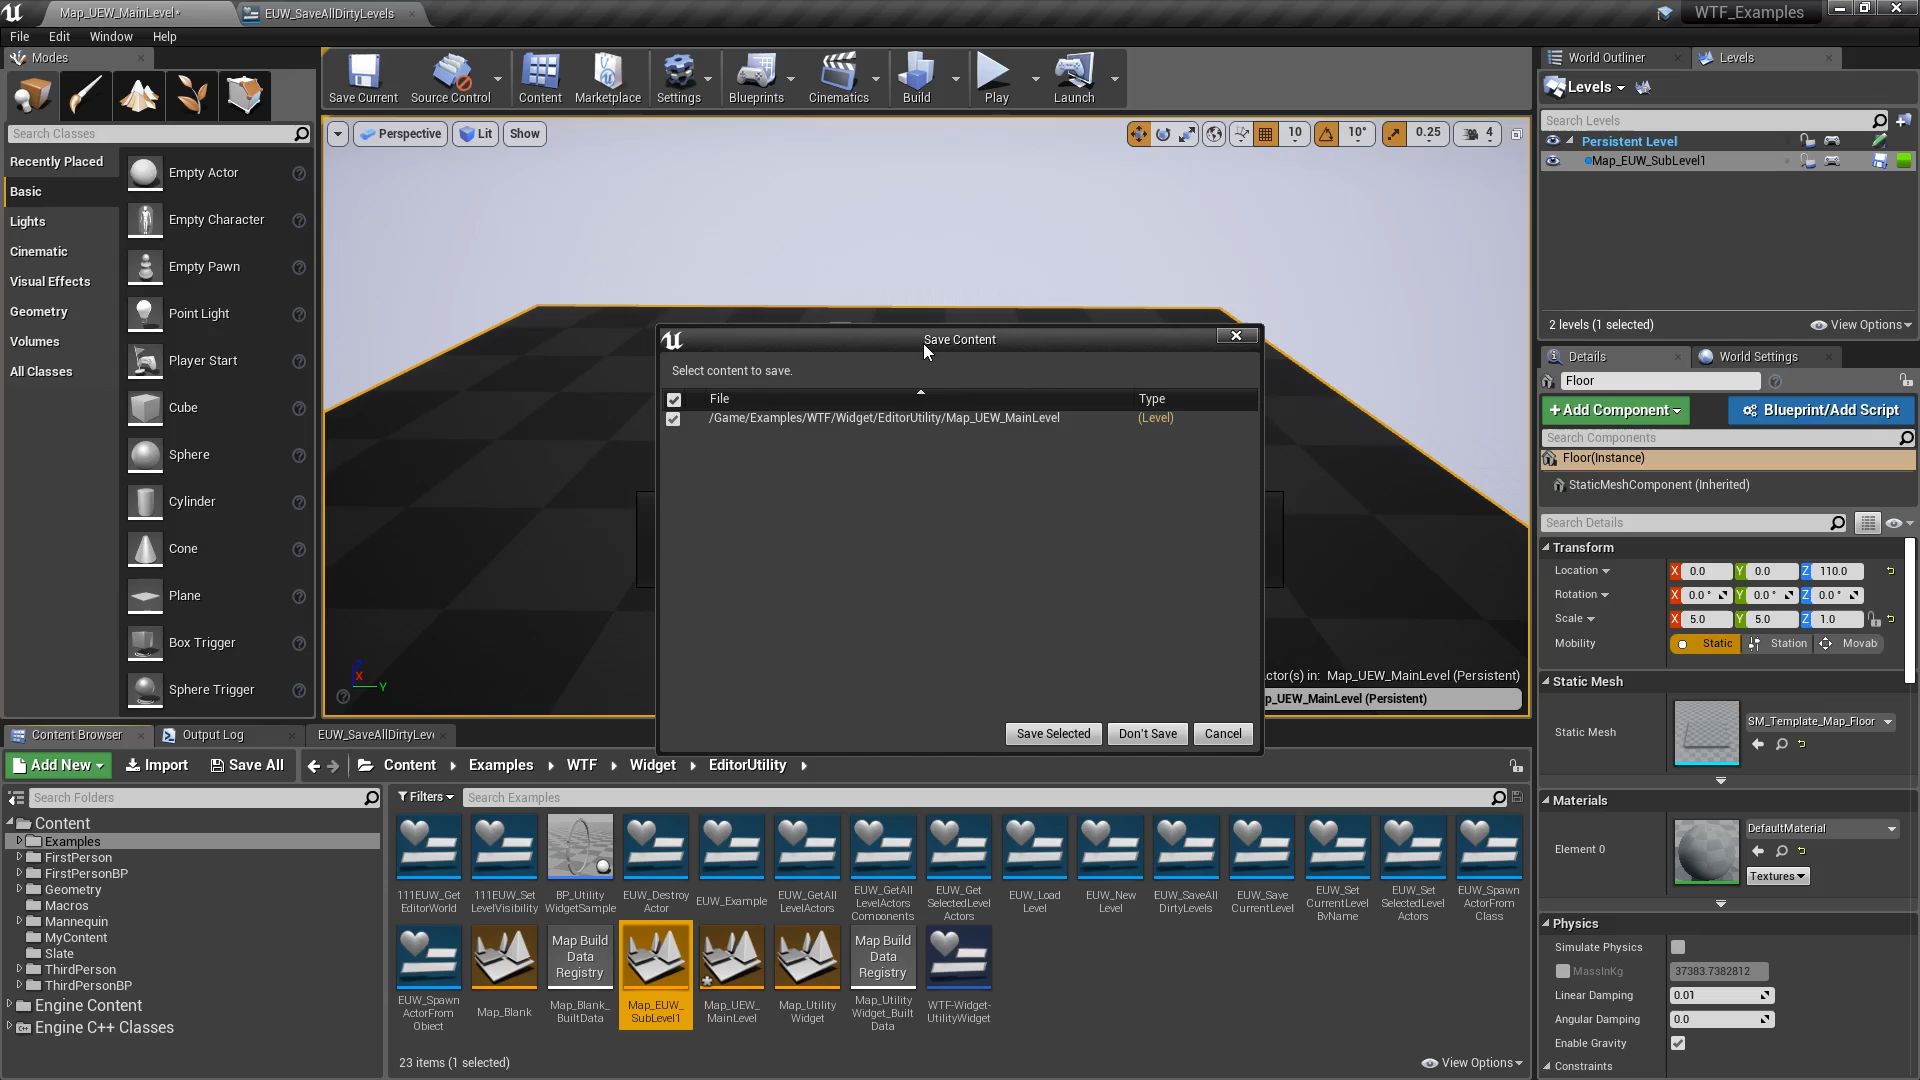 Map_UEW_MainLevel*
EUW_SaveAllDirtyLevels
WTF_Examples
File Edit Window Help
Modes
Search Classes
Recently Placed
Basic
Lights
Cinematic
Visual Effects
Geometry
Volumes
All Classes
Empty Actor
Empty Character
Empty Pawn
Point Light
Player Start
Cube
Sphere
Cylinder
Cone
Plane
Box Trigger
Sphere Trigger
Save Current
Source Control
Content
Marketplace
Settings
Blueprints
Cinematics
Build
Play
Launch
Perspective
Lit
Show
10
10°
0.25
4
X
Y
Save Content
Select content to save.
File Type
/Game/Examples/WTF/Widget/EditorUtility/Map_UEW_MainLevel (Level)
Save Selected
Don't Save
Cancel
ctor(s) in: Map_UEW_MainLevel (Persistent)
p_UEW_MainLevel (Persistent)
World Outliner
Levels
Levels
Search Levels
Persistent Level
Map_EUW_SubLevel1
2 levels (1 selected)
View Options
Details
World Settings
Floor
+Add Component
Blueprint/Add Script
Search Components
Floor(Instance)
StaticMeshComponent (Inherited)
Search Details
Transform
Location X 0.0 Y 0.0 Z 110.0
Rotation X 0.0 ° Y 0.0 ° Z 0.0 °
Scale X 5.0 Y 5.0 Z 1.0
Mobility Static Station Movab
Static Mesh
Static Mesh
SM_Template_Map_Floor
Materials
Element 0
DefaultMaterial
Textures
Physics
Simulate Physics
MassInKg 37383.7382812
Linear Damping 0.01
Angular Damping 0.0
Enable Gravity
Constraints
Content Browser
Output Log
EUW_SaveAllDirtyLeve
Add New
Import
Save All
Content Examples WTF Widget EditorUtility
Search Folders
Filters
Search Examples
Content
Examples
FirstPerson
FirstPersonBP
Geometry
Macros
Mannequin
MyContent
Slate
ThirdPerson
ThirdPersonBP
Engine Content
Engine C++ Classes
111EUW_Get
EditorWorld
111EUW_Set
LevelVisibility
BP_Utility
WidgetSample
EUW_Destroy
Actor
EUW_Example
EUW_GetAll
LevelActors
EUW_GetAll
LevelActors
Components
EUW_Get
SelectedLevel
Actors
EUW_Load
Level
EUW_New
Level
EUW_SaveAll
DirtyLevels
EUW_Save
CurrentLevel
EUW_Set
CurrentLevel
ByName
EUW_Set
SelectedLevel
Actors
EUW_Spawn
ActorFrom
Class
EUW_Spawn
ActorFrom
Object
Map_Blank
Map Build
Data
Registry
Map_Blank_
BuiltData
Map_EUW_
SubLevel1
Map_UEW_
MainLevel
Map_Utility
Widget
Map Build
Data
Registry
Map_Utility
Widget_Built
Data
WTF-Widget-
UtilityWidget
23 items (1 selected)
View Options